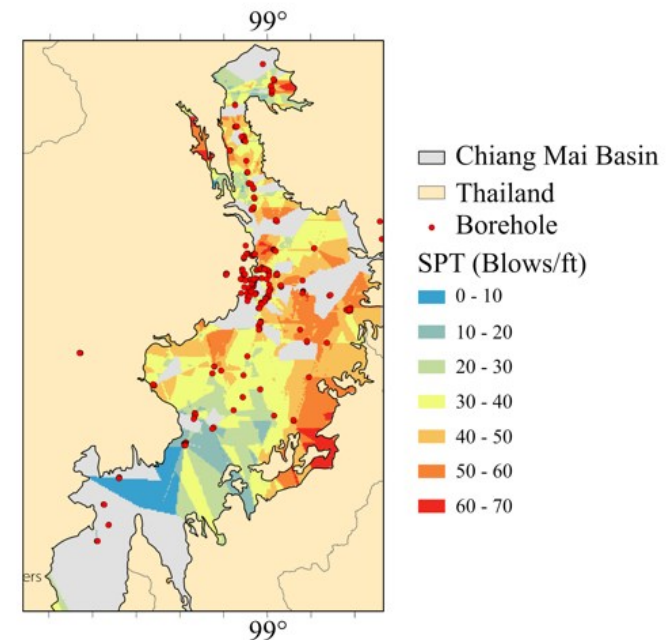 99°
Chiang Mai Basin
Thailand
Borehole
SPT (Blows/ft)
0 - 10
10 - 20
20 - 30
30 - 40
40 - 50
50 - 60
60 - 70
ers
99°